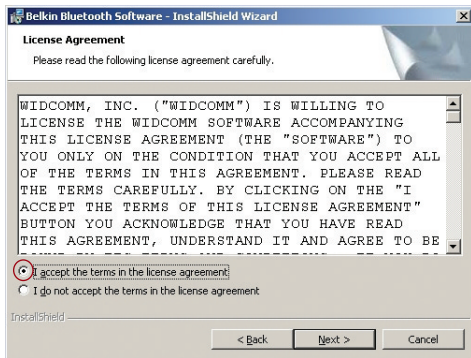 Belkin Bluetooth Software - InstallShield Wizard
License Agreement
Please read the following license agreement carefully.
WIDCOMM, INC. ("WIDCOMM") IS WILLING TO
LICENSE THE WIDCOMM SOFTWARE ACCOMPANYING
THIS LICENSE AGREEMENT (THE "SOFTWARE") TO
YOU ONLY ON THE CONDITION THAT YOU ACCEPT ALL
OF THE TERMS IN THIS AGREEMENT. PLEASE READ
THE TERMS CAREFULLY. BY CLICKING ON THE "I
ACCEPT THE TERMS OF THIS LICENSE AGREEMENT"
BUTTON YOU ACKNOWLEDGE THAT YOU HAVE READ
THIS AGREEMENT, UNDERSTAND IT AND AGREE TO BE
I accept the terms in the license agreement
I do not accept the terms in the license agreement
InstallShield
< Back Next > Cancel